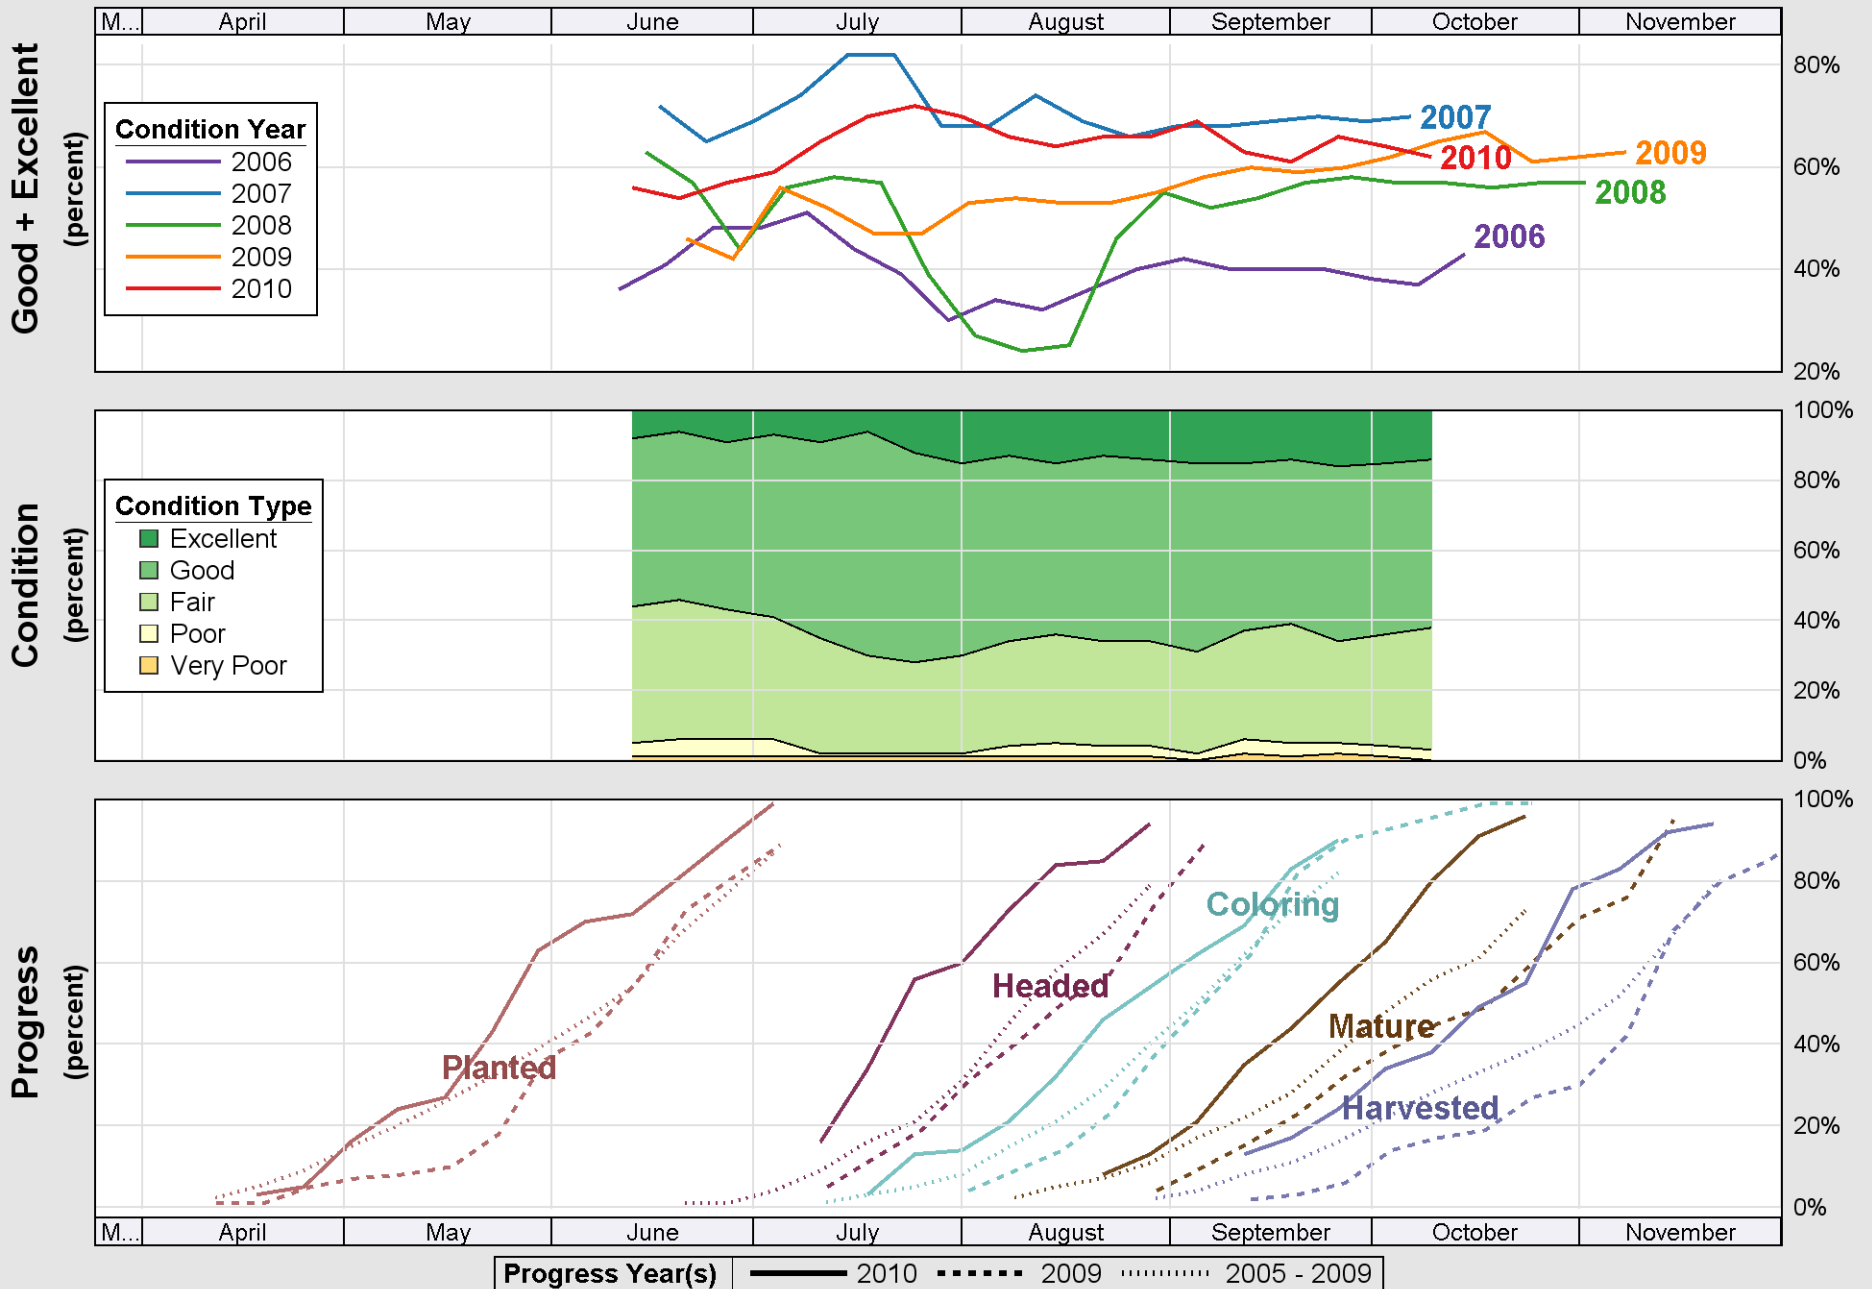 M... April May June July August September October November
Good + Excellent
(percent)
80%
60%
40%
20%
Condition Year
2006
2007
2008
2009
2010
2007
2010
2009
2008
2006
Condition
(percent)
100%
80%
60%
40%
20%
0%
Condition Type
Excellent
Good
Fair
Poor
Very Poor
Progress
(percent)
100%
80%
60%
40%
20%
0%
Planted
Headed
Coloring
Mature
Harvested
M... April May June July August September October November
Progress Year(s) 2010 2009 2005 - 2009